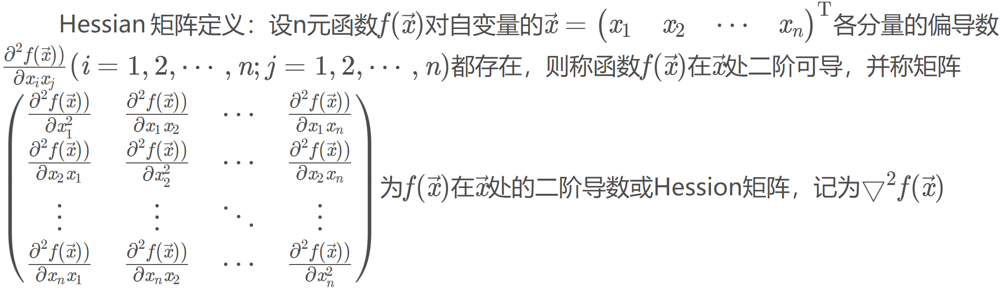 Hessian 矩阵定义：设n元函数$f(\vec{x})$对自变量的$\vec{x} = \begin{pmatrix} x_1 & x_2 & \cdots & x_n \end{pmatrix}^{\mathrm{T}}$各分量的偏导数
$\frac{\partial^2 f(\vec{x}))}{\partial x_i x_j}(i = 1, 2, \cdots, n; j = 1, 2, \cdots, n)$都存在，则称函数$f(\vec{x})$在$\vec{x}$处二阶可导，并称矩阵
$\begin{pmatrix} \frac{\partial^2 f(\vec{x}))}{\partial x_1^2} & \frac{\partial^2 f(\vec{x}))}{\partial x_1 x_2} & \cdots & \frac{\partial^2 f(\vec{x}))}{\partial x_1 x_n} \\ \frac{\partial^2 f(\vec{x}))}{\partial x_2 x_1} & \frac{\partial^2 f(\vec{x}))}{\partial x_2^2} & \cdots & \frac{\partial^2 f(\vec{x}))}{\partial x_2 x_n} \\ \vdots & \vdots & \ddots & \vdots \\ \frac{\partial^2 f(\vec{x}))}{\partial x_n x_1} & \frac{\partial^2 f(\vec{x}))}{\partial x_n x_2} & \cdots & \frac{\partial^2 f(\vec{x}))}{\partial x_n^2} \end{pmatrix}$为$f(\vec{x})$在$\vec{x}$处的二阶导数或Hession矩阵，记为$\bigtriangledown^2 f(\vec{x})$